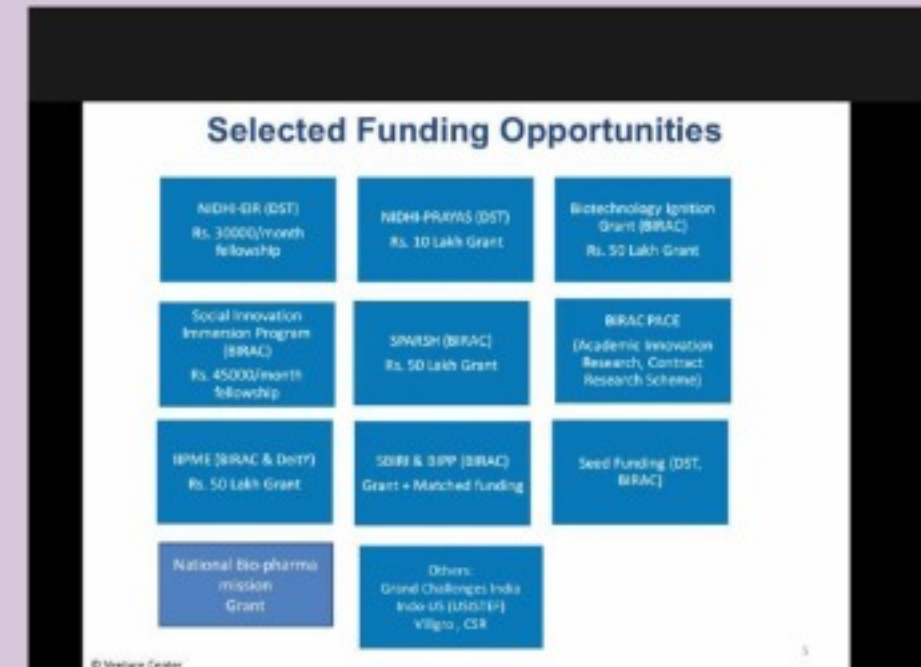 Selected Funding Opportunities
NIDHI-EIR (DST)
Rs. 30000/month
fellowship
NIDHI-PRAYAS (DST)
Rs. 10 Lakh Grant
Biotechnology Ignition
Grant (BIRAC)
Rs. 50 Lakh Grant
Social Innovation
Immersion Program
(BIRAC)
Rs. 45000/month
fellowship
SPARSH (BIRAC)
Rs. 50 Lakh Grant
BIRAC PACE
(Academic Innovation
Research, Contract
Research Scheme)
IIPME (BIRAC & DeitY)
Rs. 50 Lakh Grant
SBIRI & BIPP (BIRAC)
Grant + Matched funding
Seed Funding (DST,
BIRAC)
National Bio-pharma
mission
Grant
Others:
Grand Challenges India
Indo-US (USISTEF)
Villgro, CSR
5
© Venture Center